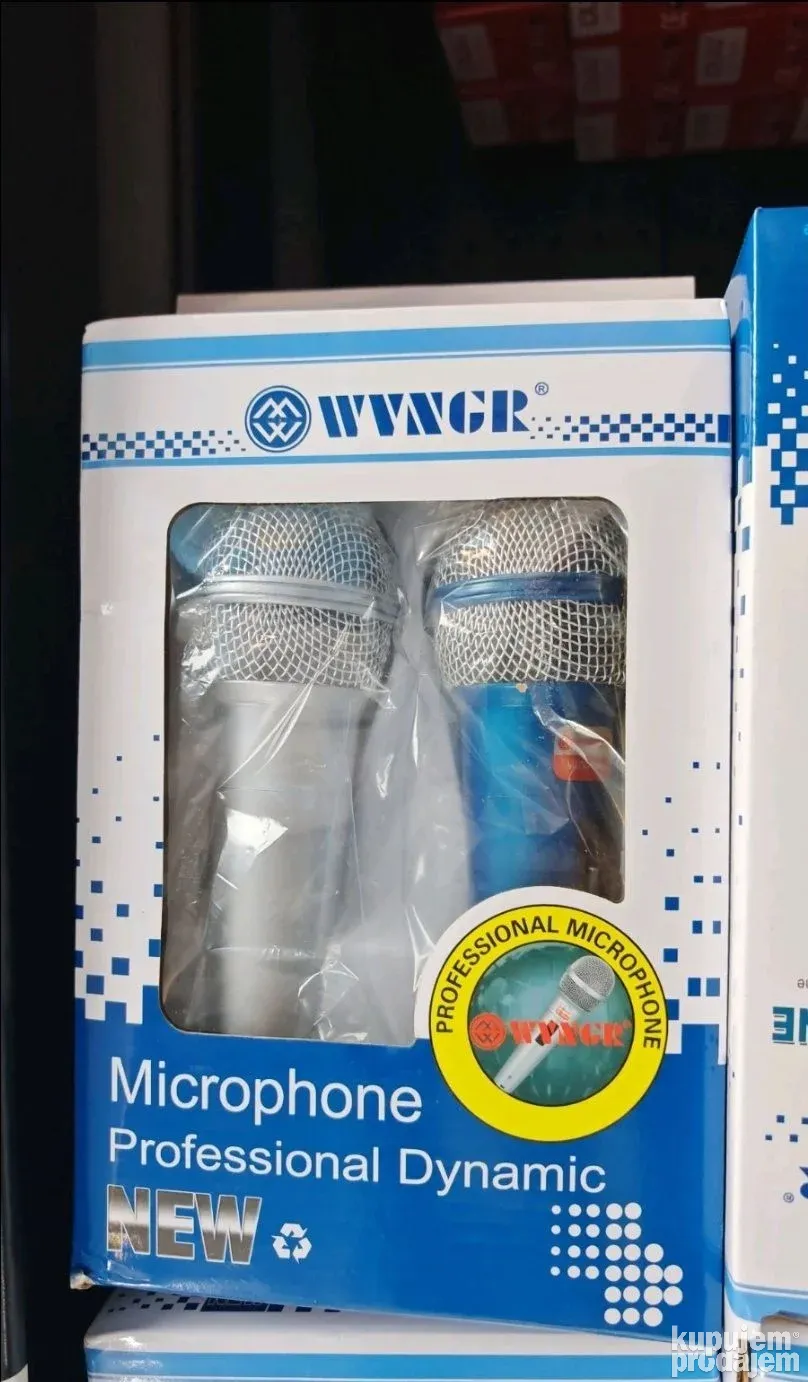 WVNGR®
PROFESSIONAL MICROPHONE
WVNGR®
Microphone
Professional Dynamic
NEW
kupujem
prodajem